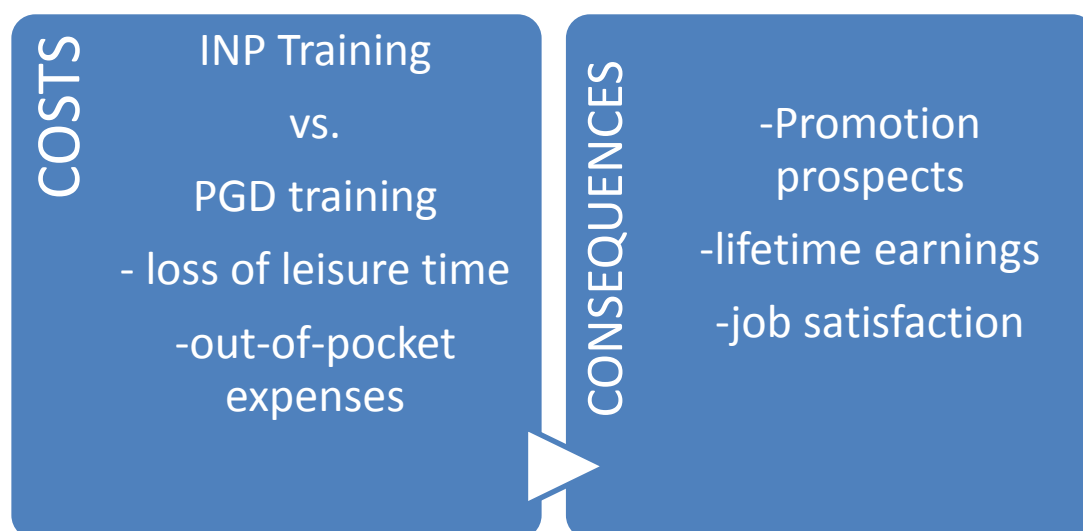 COSTS
INP Training
vs.
PGD training
- loss of leisure time
-out-of-pocket
expenses
CONSEQUENCES
-Promotion
prospects
-lifetime earnings
-job satisfaction